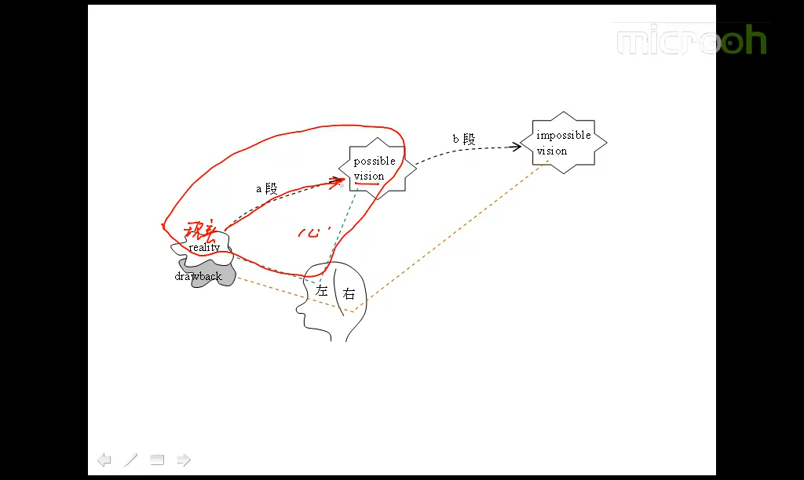 microoh
impossible
vision
b 段
possible
vision
a 段
现实
心
reality
drawback
左
右